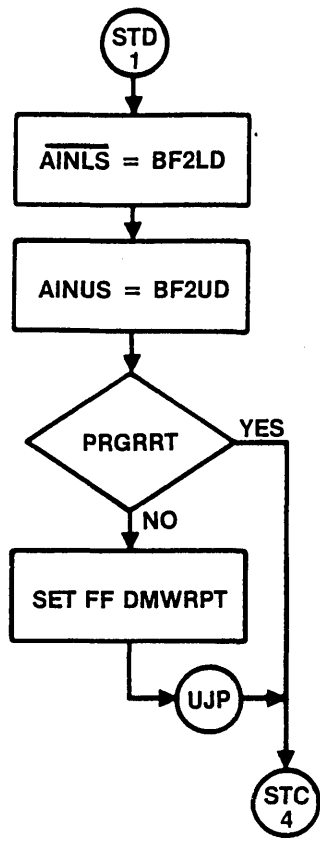 STD
1
AINLS = BF2LD
AINUS = BF2UD
PRGRRT
YES
NO
SET FF DMWRPT
UJP
STC
4